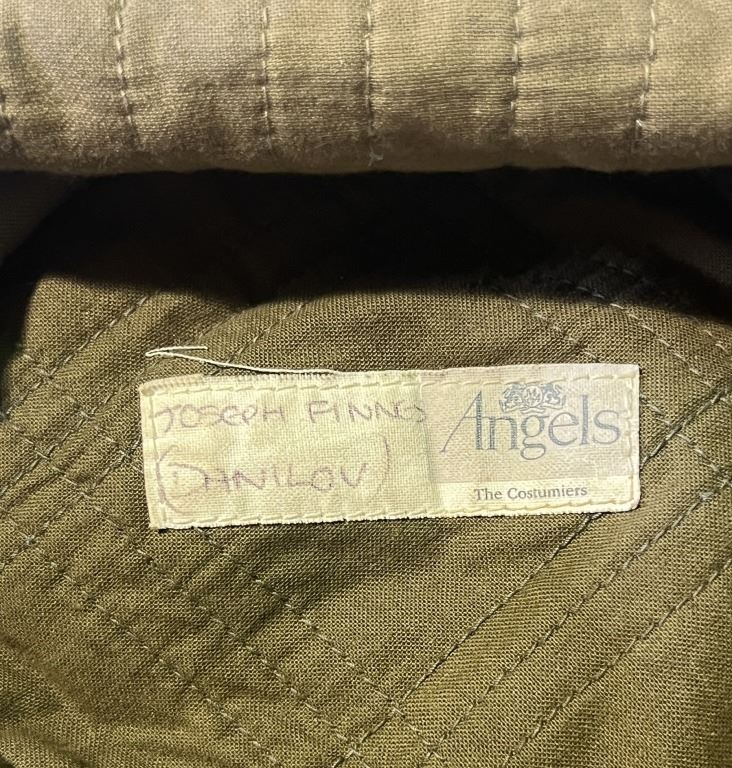 JOSEPH FINNES
(DANILOV)
Angels
The Costumiers